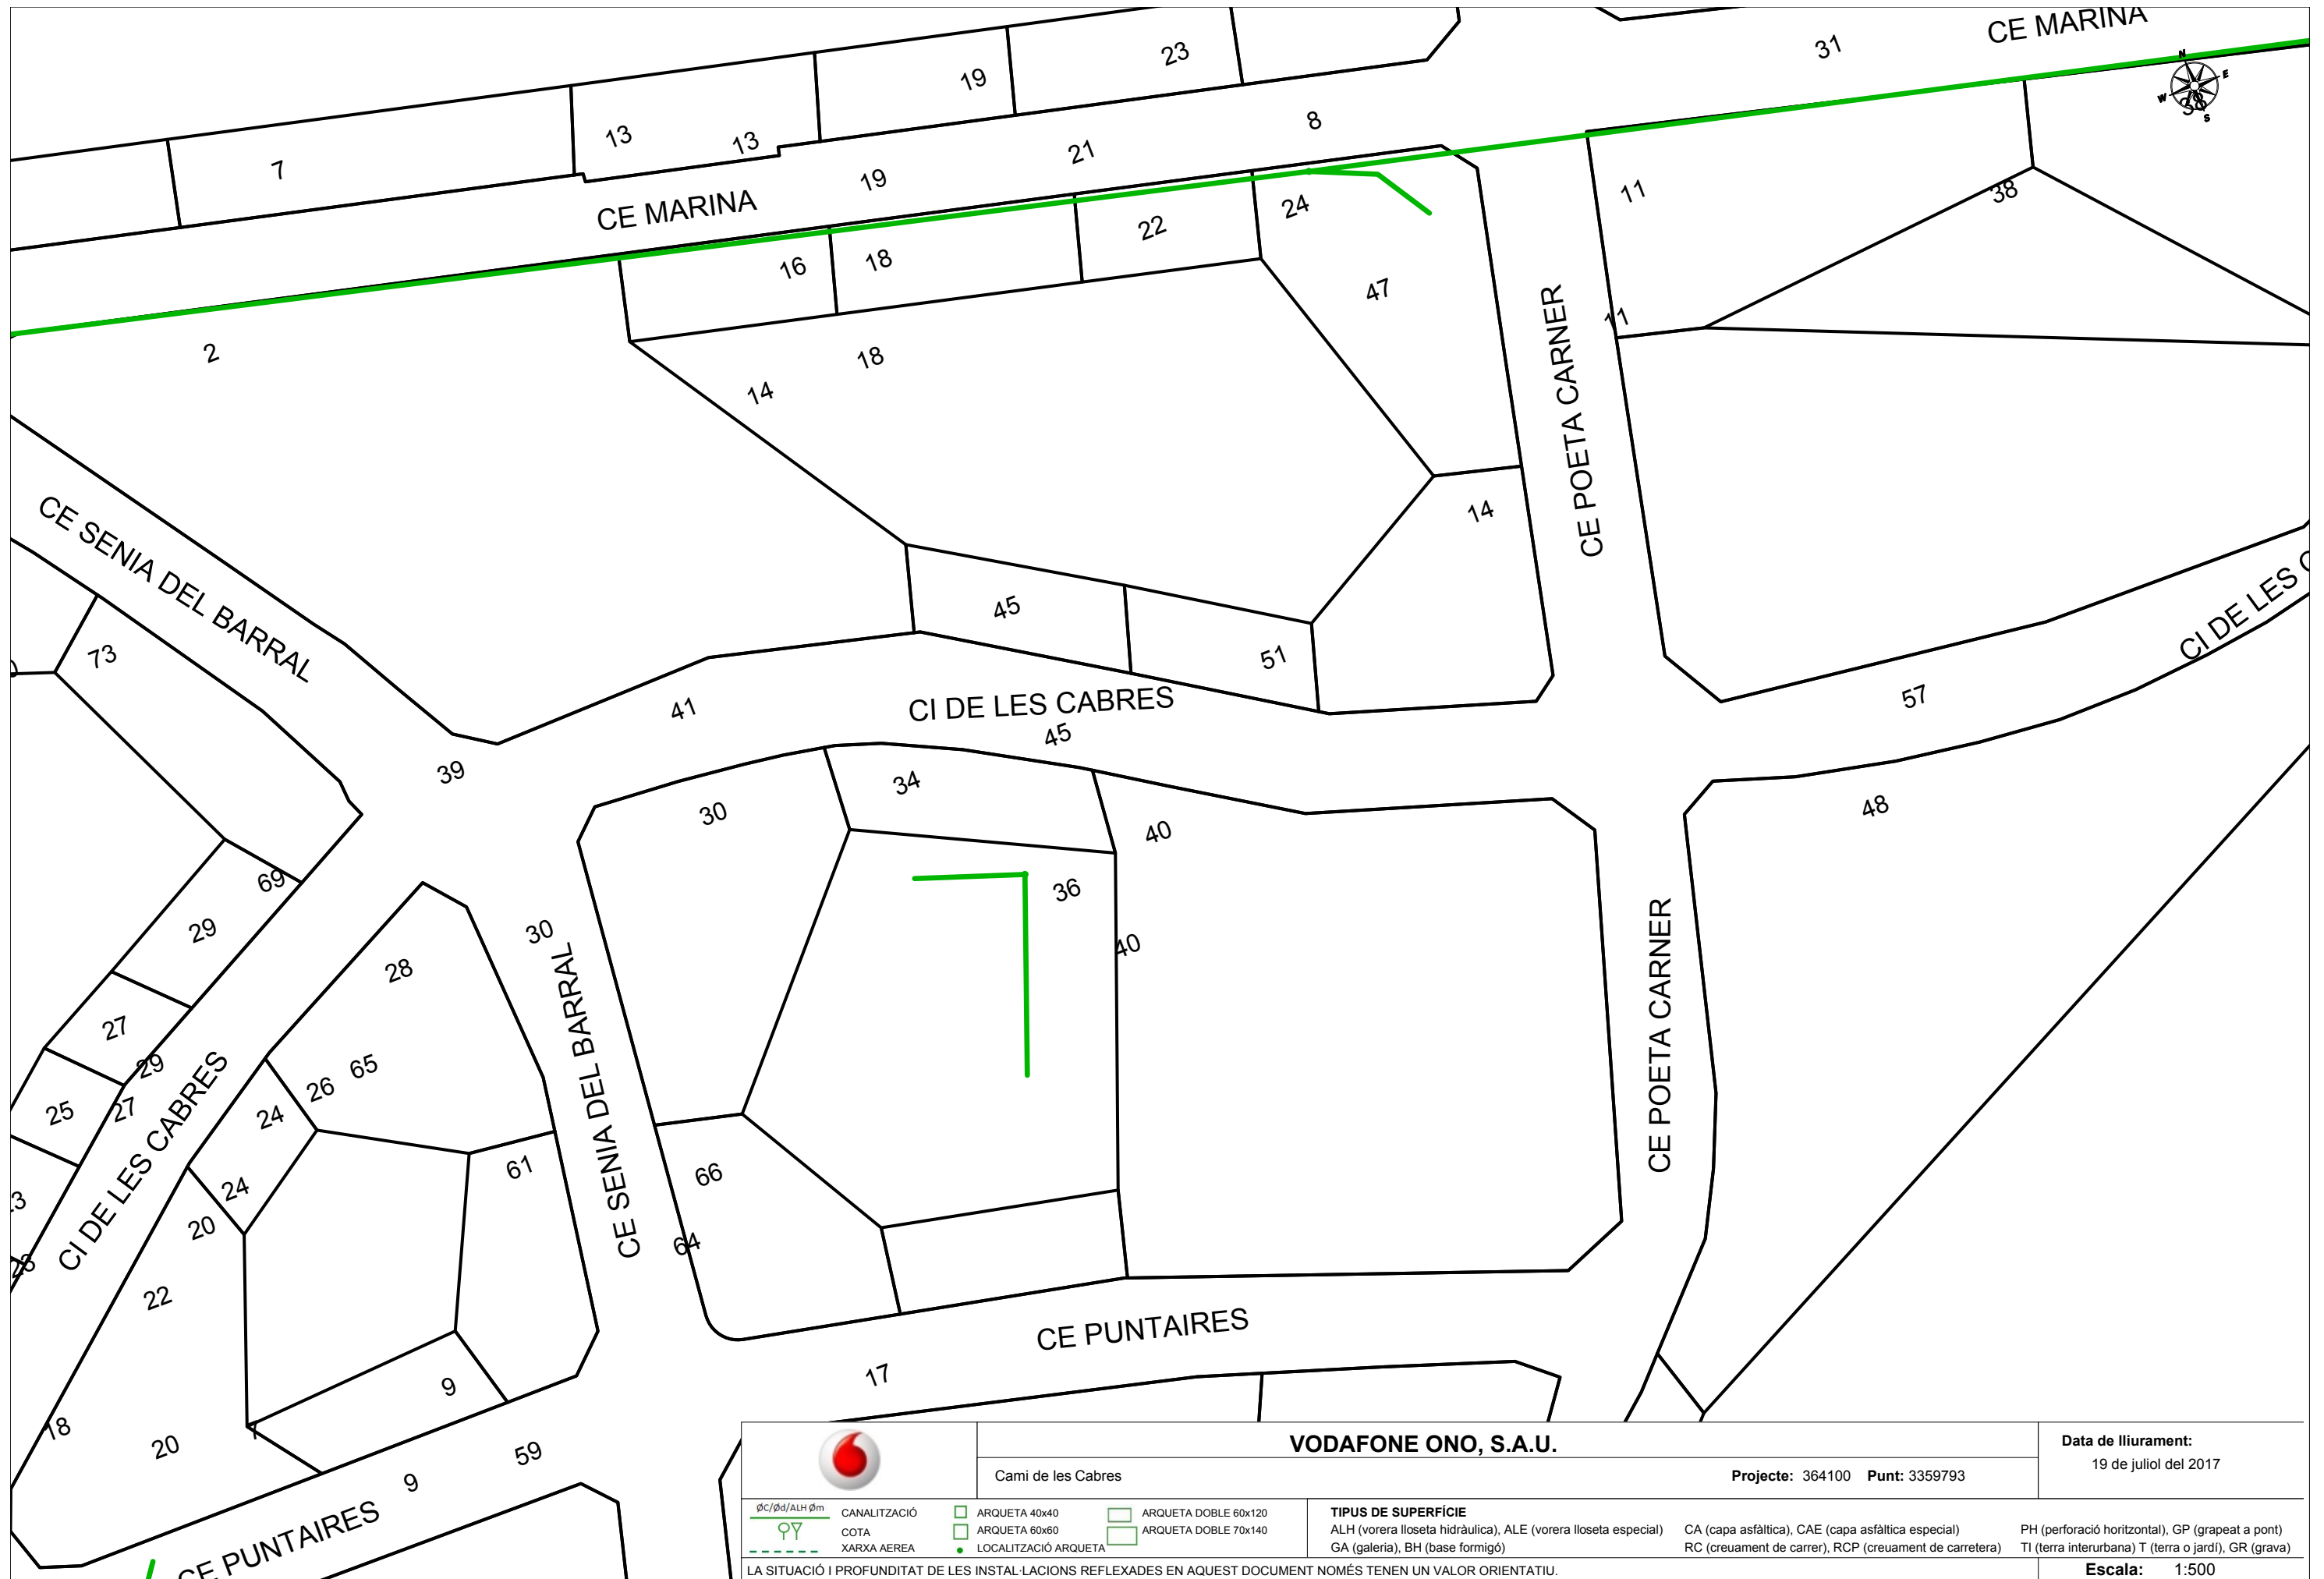 CE MARINA
31
N
E
W
S
38
23
19
13
13
7
8
21
19
CE MARINA
11
38
24
22
18
16
47
11
2
18
14
CE POETA CARNER
14
CE SENIA DEL BARRAL
45
51
73
CI DE LES C
57
41
CI DE LES CABRES
45
39
34
30
40
48
36
69
29
30
40
28
CE POETA CARNER
27
29
26
65
25
27
24
CE SENIA DEL BARRAL
61
66
24
CI DE LES CABRES
20
64
22
CE PUNTAIRES
17
9
18
20
59
9
CE PUNTAIRES
VODAFONE ONO, S.A.U.
Cami de les Cabres
Projecte: 364100 Punt: 3359793
Data de lliurament:
19 de juliol del 2017
ØC/Ød/ALH Øm CANALITZACIÓ
COTA
XARXA AEREA
ARQUETA 40x40
ARQUETA 60x60
LOCALITZACIÓ ARQUETA
ARQUETA DOBLE 60x120
ARQUETA DOBLE 70x140
TIPUS DE SUPERFÍCIE
ALH (vorera lloseta hidràulica), ALE (vorera lloseta especial)
GA (galeria), BH (base formigó)
CA (capa asfàltica), CAE (capa asfàltica especial)
RC (creuament de carrer), RCP (creuament de carretera)
PH (perforació horitzontal), GP (grapeat a pont)
TI (terra interurbana) T (terra o jardí), GR (grava)
LA SITUACIÓ I PROFUNDITAT DE LES INSTAL·LACIONS REFLEXADES EN AQUEST DOCUMENT NOMÉS TENEN UN VALOR ORIENTATIU.
Escala: 1:500